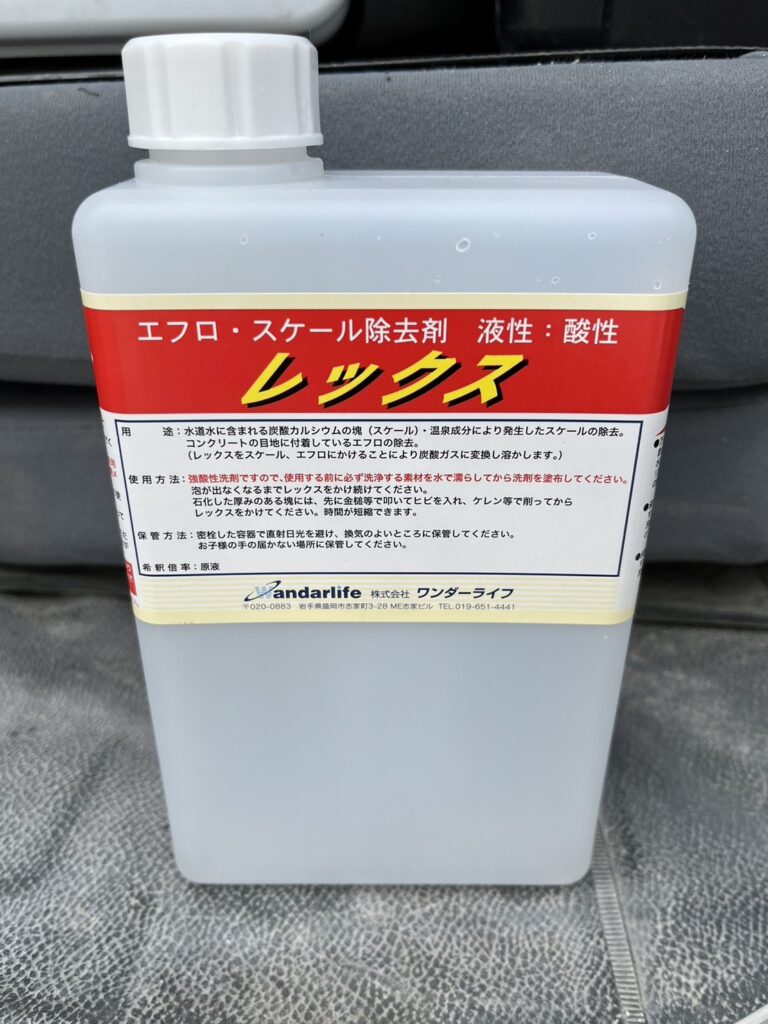 エフロ・スケール除去剤　液性：酸性
レックス
用　　途：水道水に含まれる炭酸カルシウムの塊（スケール）・温泉成分により発生したスケールの除去。
コンクリートの目地に付着しているエフロの除去。
（レックスをスケール、エフロにかけることにより炭酸ガスに変換し溶かします。）
使用方法：強酸性洗剤ですので、使用する前に必ず洗浄する素材を水で濡らしてから洗剤を塗布してください。
泡が出なくなるまでレックスをかけ続けてください。
石化した厚みのある塊には、先に金槌等で叩いてヒビを入れ、ケレン等で削ってから
レックスをかけてください。時間が短縮できます。
保管方法：密栓した容器で直射日光を避け、換気のよいところに保管してください。
お子様の手の届かない場所に保管してください。
希釈倍率：原液
Wandarlife 株式会社 ワンダーライフ
〒020-0883　岩手県盛岡市志家町3-28 ME志家ビル TEL.019-651-4441